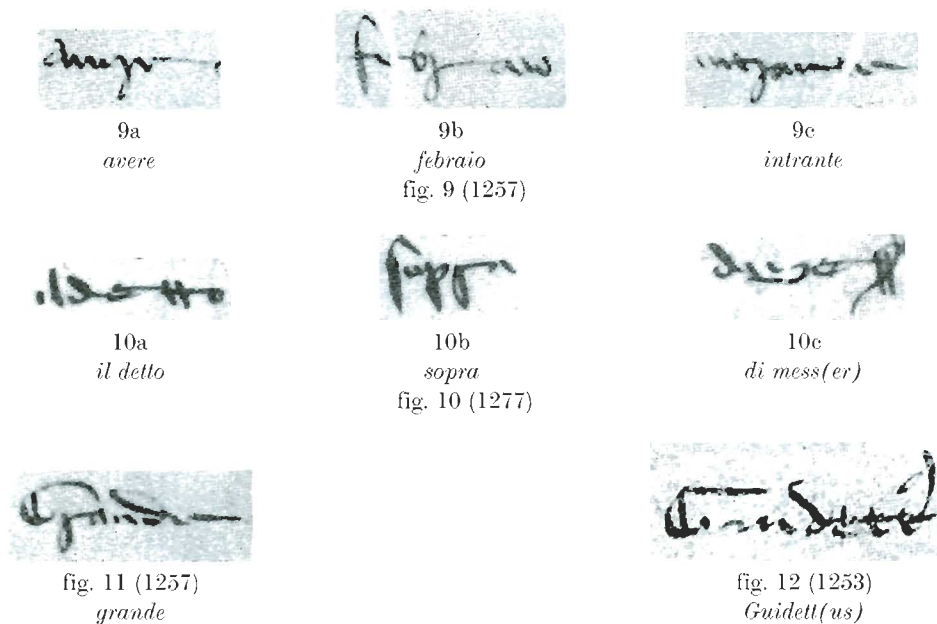 9a 9b 9c
avere febraio intrante
fig. 9 (1257)
10a 10b 10c
il detto sopra di mess(er)
fig. 10 (1277)
fig. 11 (1257) fig. 12 (1253)
grande Guidett(us)